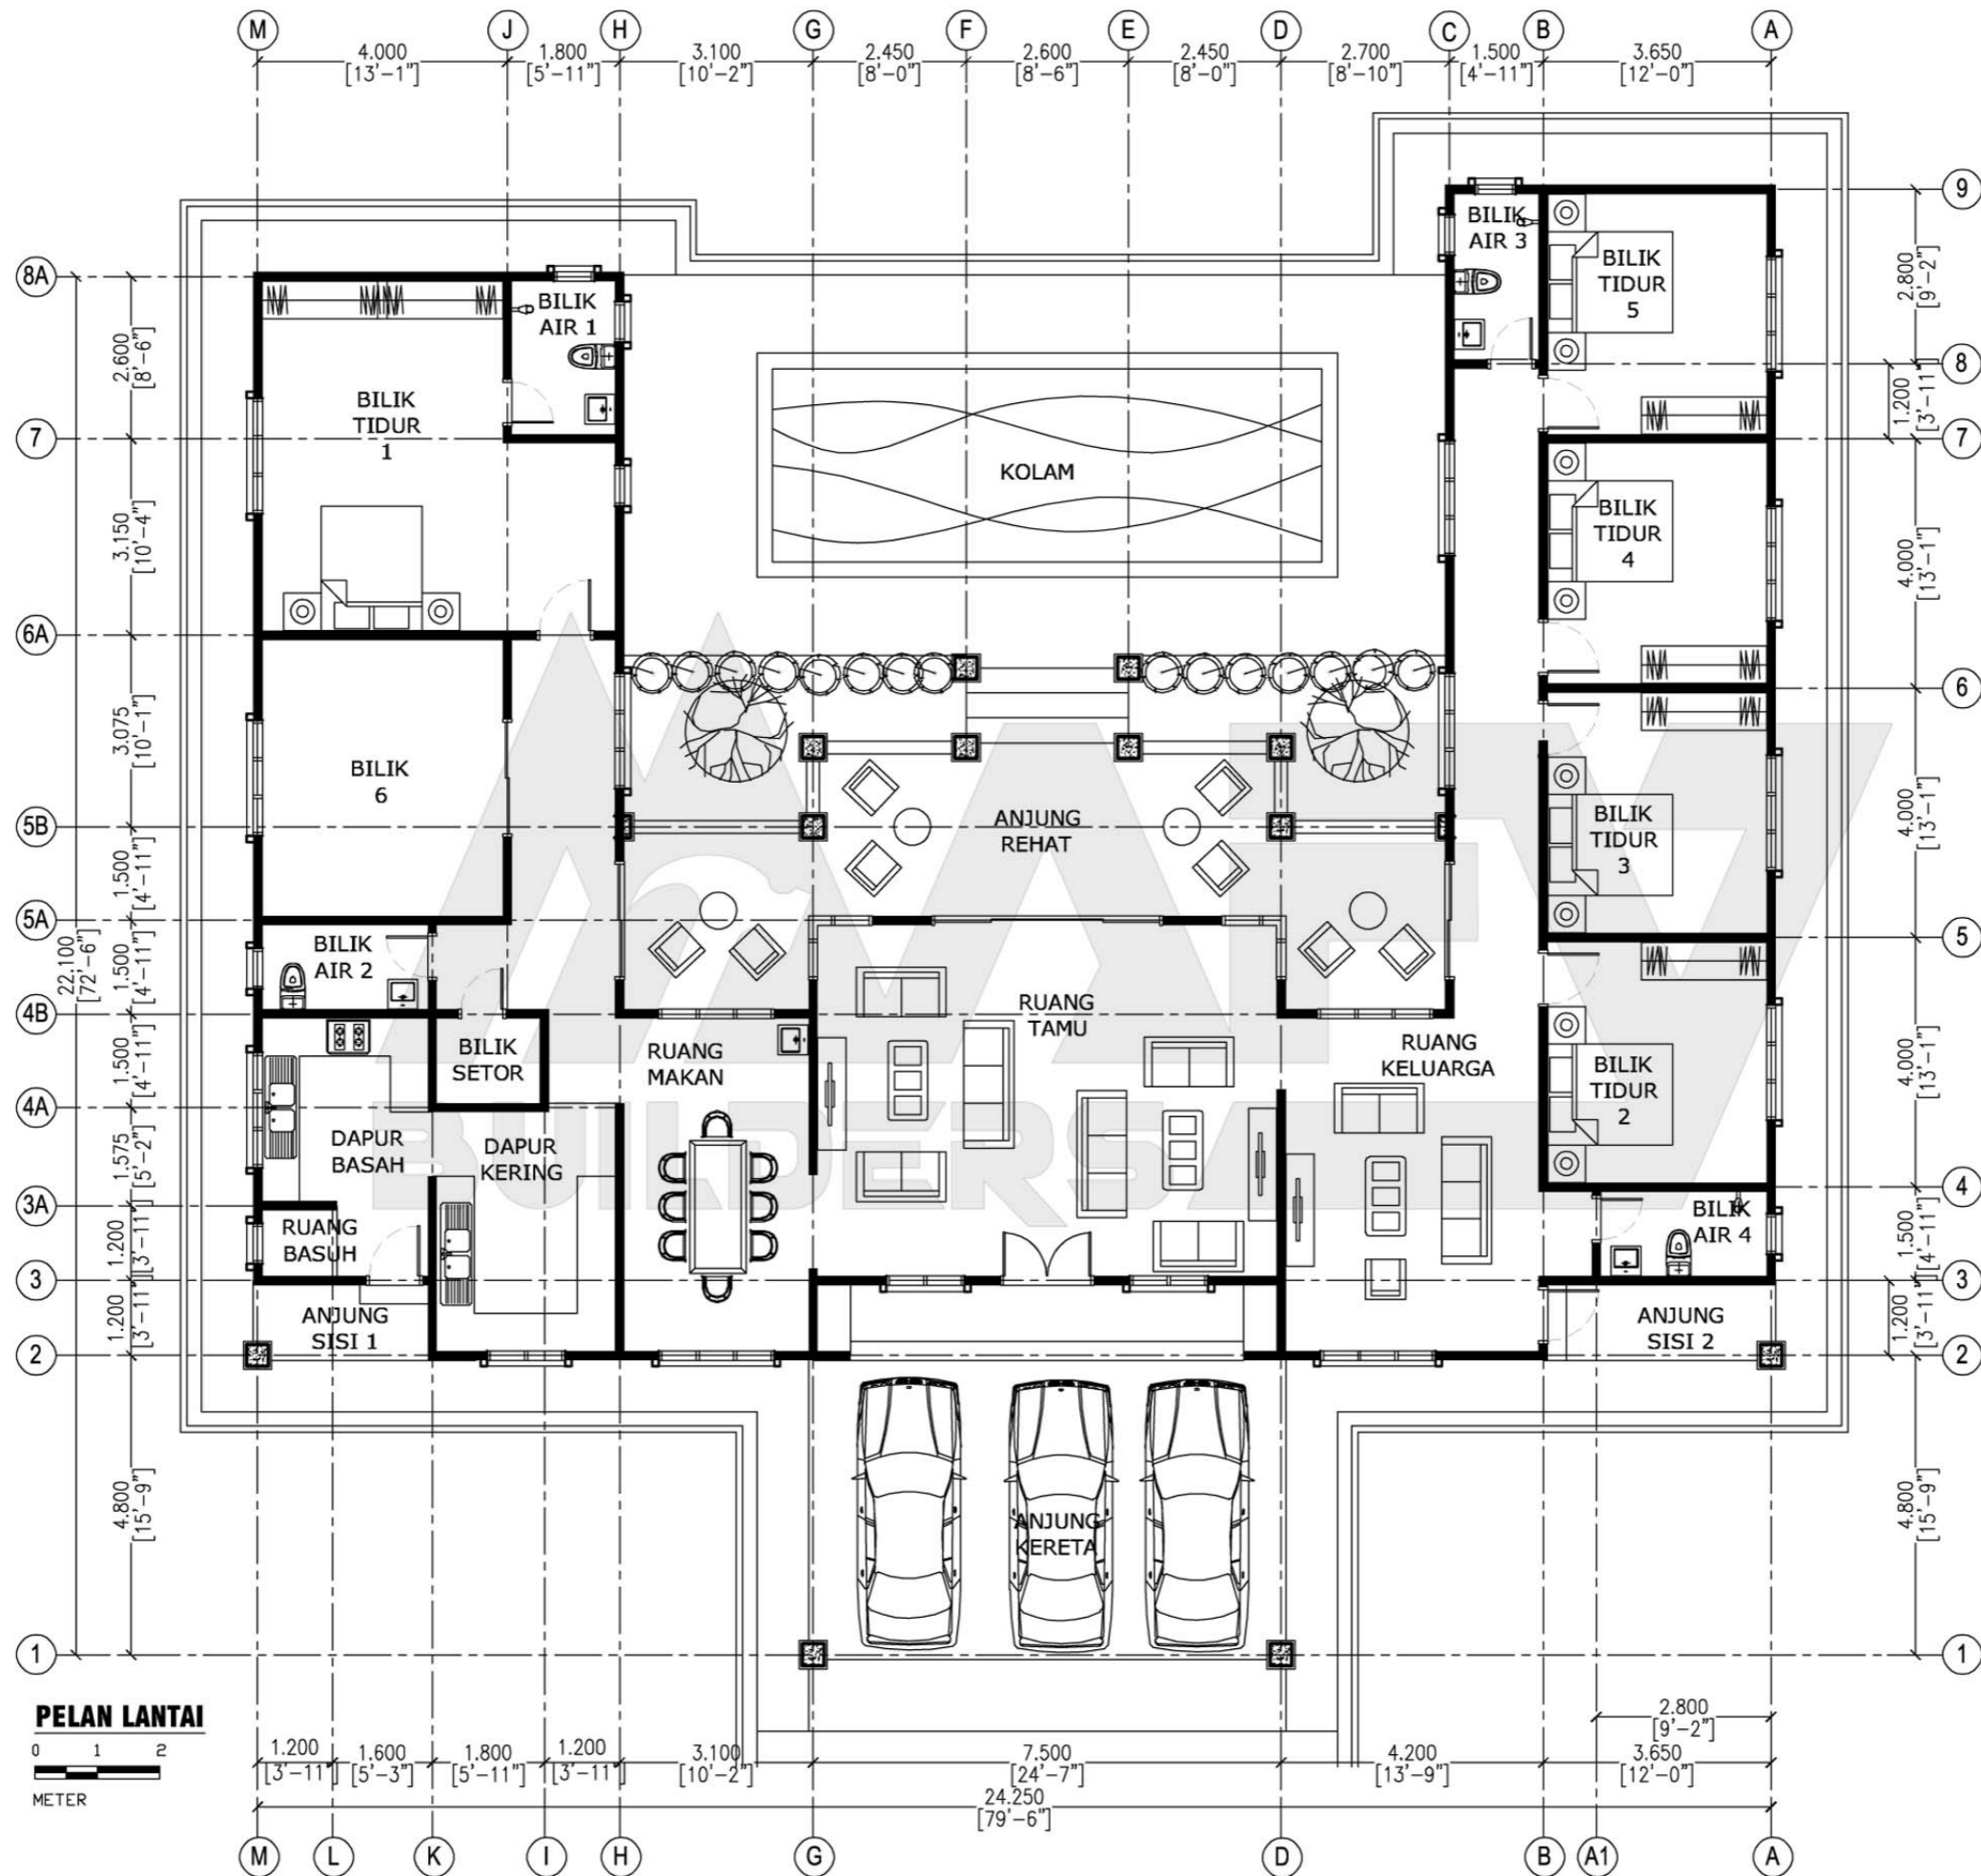 M J H G F E D C B A
4.000 1.800 3.100 2.450 2.600 2.450 2.700 1.500 3.650
[13'-1"] [5'-11"] [10'-2"] [8'-0"] [8'-6"] [8'-0"] [8'-10"] [4'-11"] [12'-0"]
8A
7
6A
5B
5A
4B
4A
3A
3
2
1
2.600
[8'-6"]
3.150
[10'-4"]
3.075
[10'-1"]
1.500
[4'-11"]
1.500
[4'-11"]
1.500
[4'-11"]
1.575
[5'-2"]
1.200
[3'-11"]
1.200
[3'-11"]
4.800
[15'-9"]
22.100
[72'-6"]
BILIK
AIR 1
BILIK
TIDUR
1
BILIK
6
BILIK
AIR 2
BILIK
SETOR
DAPUR
BASAH
DAPUR
KERING
RUANG
BASUH
ANJUNG
SISI 1
RUANG
MAKAN
KOLAM
ANJUNG
REHAT
RUANG
TAMU
RUANG
KELUARGA
ANJUNG
KERETA
BILIK
AIR 3
BILIK
TIDUR
5
BILIK
TIDUR
4
BILIK
TIDUR
3
BILIK
TIDUR
2
BILIK
AIR 4
ANJUNG
SISI 2
BUILDERS
9
8
7
6
5
4
3
2
1
2.800
[9'-2"]
1.200
[3'-11"]
4.000
[13'-1"]
4.000
[13'-1"]
4.000
[13'-1"]
1.500
[4'-11"]
1.200
[3'-11"]
4.800
[15'-9"]
PELAN LANTAI
0 1 2
METER
2.800
[9'-2"]
1.200 1.600 1.800 1.200 3.100 7.500 4.200 3.650
[3'-11"] [5'-3"] [5'-11"] [3'-11"] [10'-2"] [24'-7"] [13'-9"] [12'-0"]
24.250
[79'-6"]
M L K I H G D B A1 A